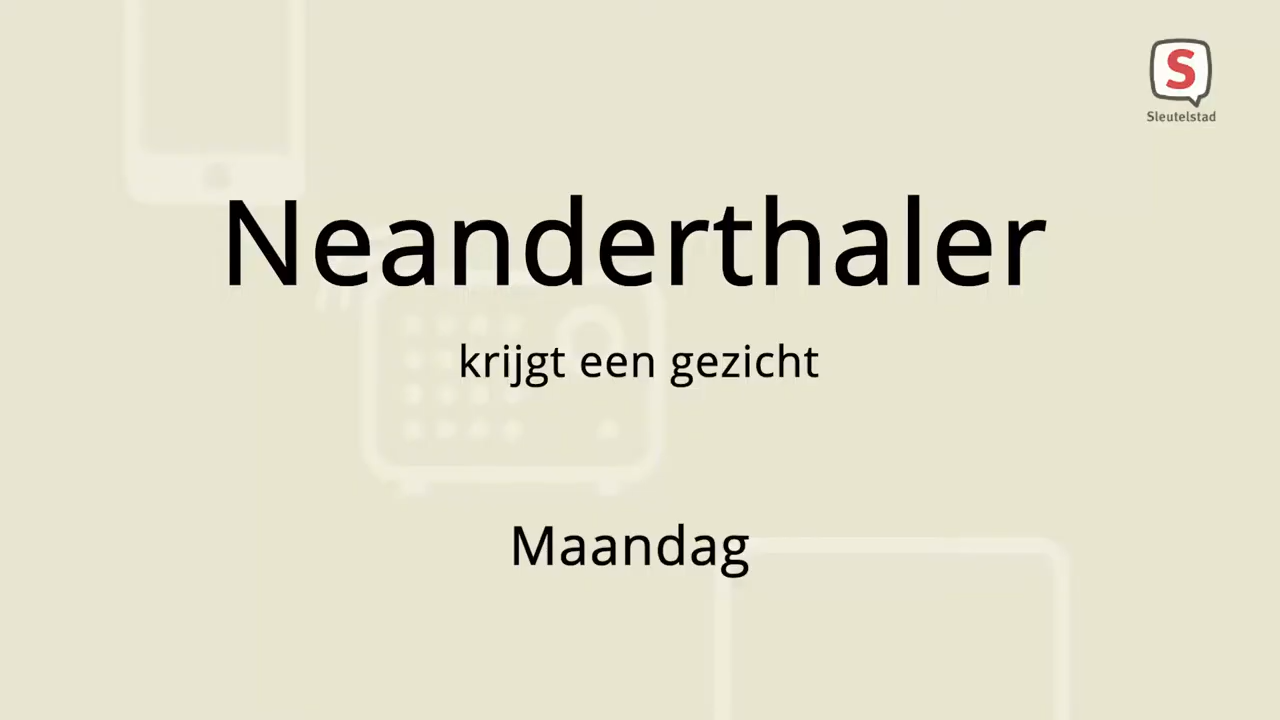 S
Sleutelstad
Neanderthaler
krijgt een gezicht
Maandag